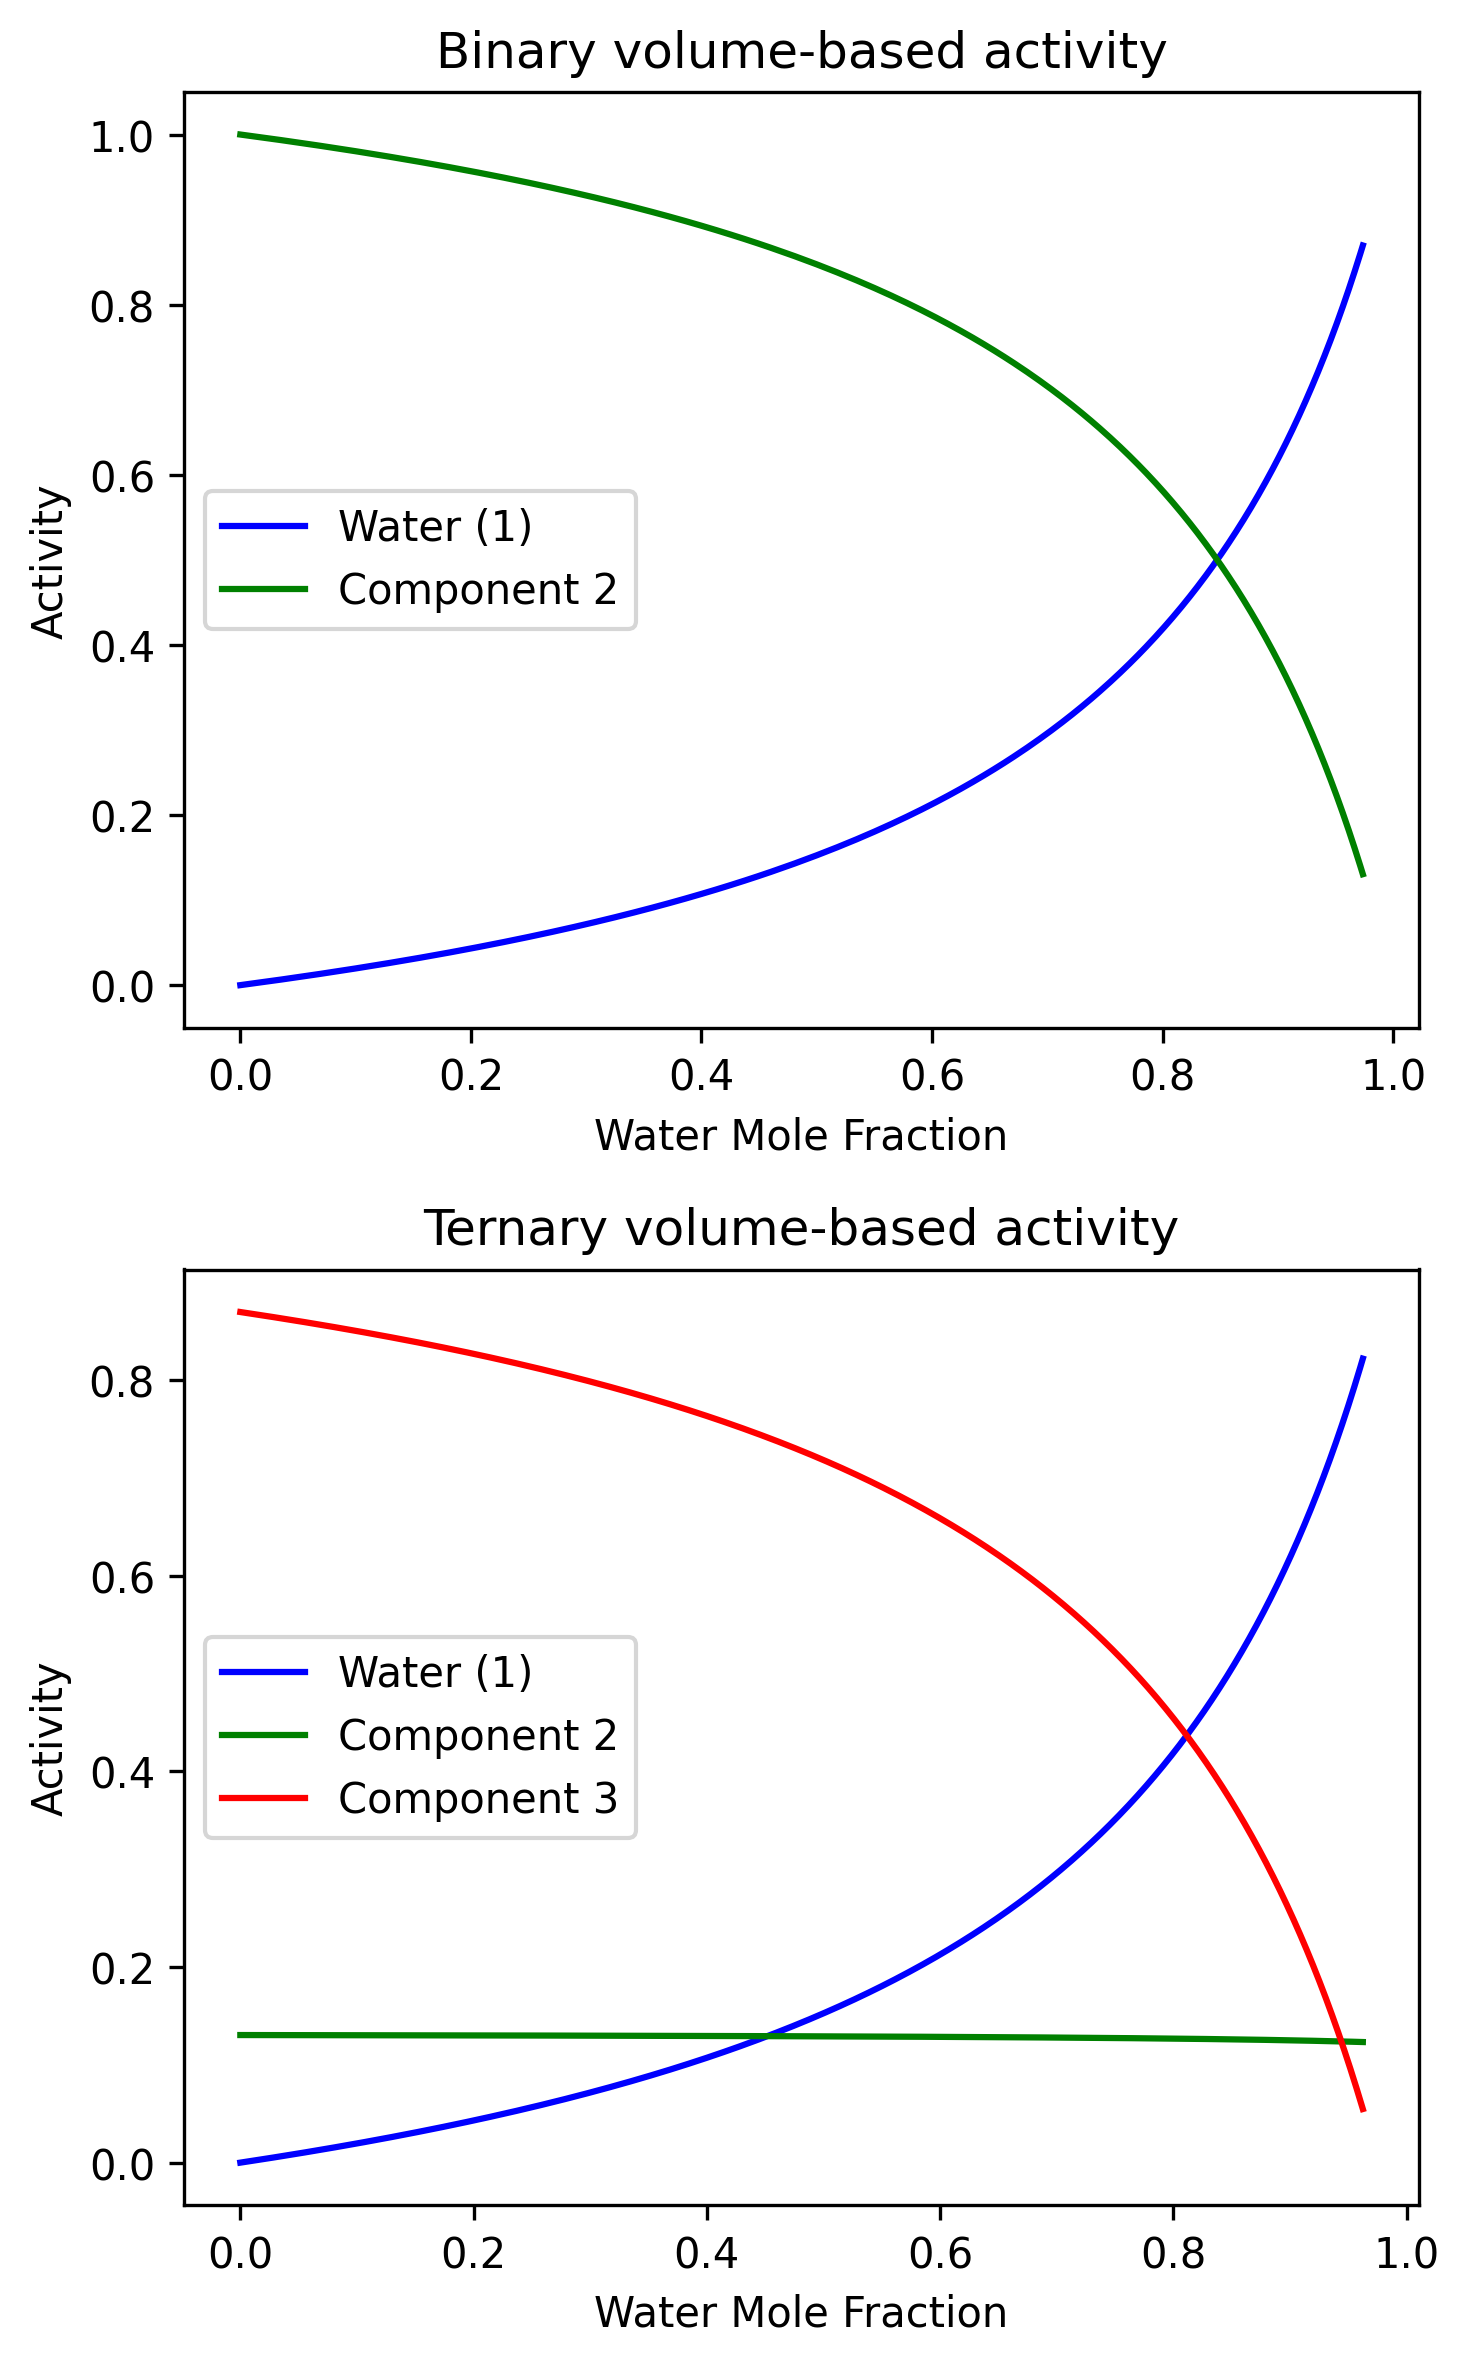 Binary volume-based activity
1.0
0.8
0.6
0.4
0.2
0.0
Activity
Water (1)
Component 2
0.0 0.2 0.4 0.6 0.8 1.0
Water Mole Fraction
Ternary volume-based activity
0.8
0.6
0.4
0.2
0.0
Activity
Water (1)
Component 2
Component 3
0.0 0.2 0.4 0.6 0.8 1.0
Water Mole Fraction